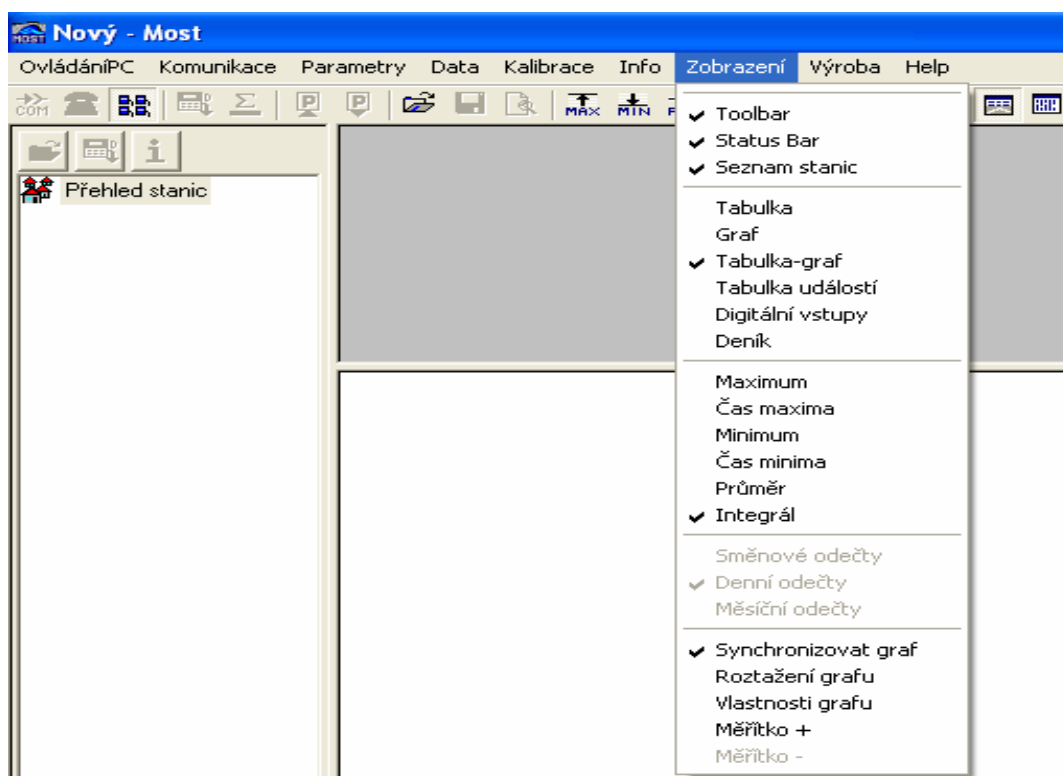 Nový - Most
OvládáníPC Komunikace Parametry Data Kalibrace Info Zobrazení Výroba Help
COM Σ P P MAX MIN
i
Přehled stanic
Toolbar
Status Bar
Seznam stanic
Tabulka
Graf
Tabulka-graf
Tabulka událostí
Digitální vstupy
Deník
Maximum
Čas maxima
Minimum
Čas minima
Průměr
Integrál
Směnové odečty
Denní odečty
Měsíční odečty
Synchronizovat graf
Roztažení grafu
Vlastnosti grafu
Měřítko +
Měřítko -